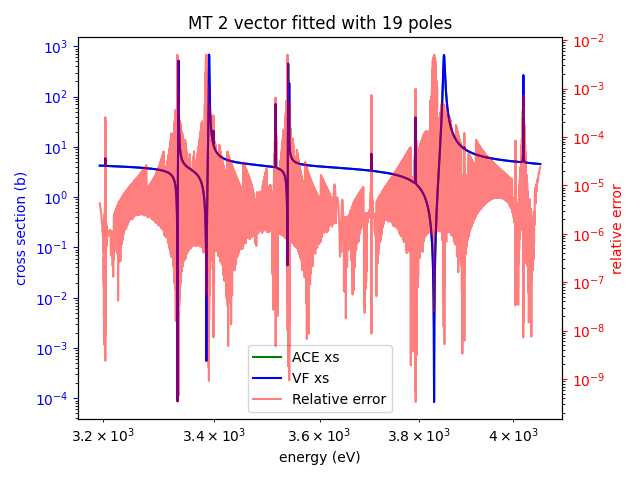 MT 2 vector fitted with 19 poles
cross section (b)
10³
10²
10¹
10⁰
10⁻¹
10⁻²
10⁻³
10⁻⁴
10⁻²
10⁻³
10⁻⁴
10⁻⁵
10⁻⁶
10⁻⁷
10⁻⁸
10⁻⁹
relative error
ACE xs
VF xs
Relative error
3.2 × 10³ 3.4 × 10³ 3.6 × 10³ 3.8 × 10³ 4 × 10³
energy (eV)